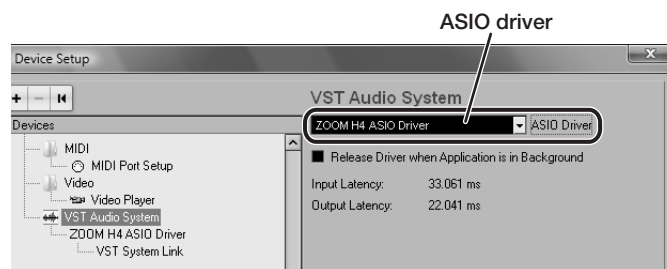 ASIO driver
Device Setup
VST Audio System
Devices
ZOOM H4 ASIO Driver
ASIO Driver
MIDI
MIDI Port Setup
Video
Video Player
VST Audio System
ZOOM H4 ASIO Driver
VST System Link
Release Driver when Application is in Background
Input Latency: 33.061 ms
Output Latency: 22.041 ms